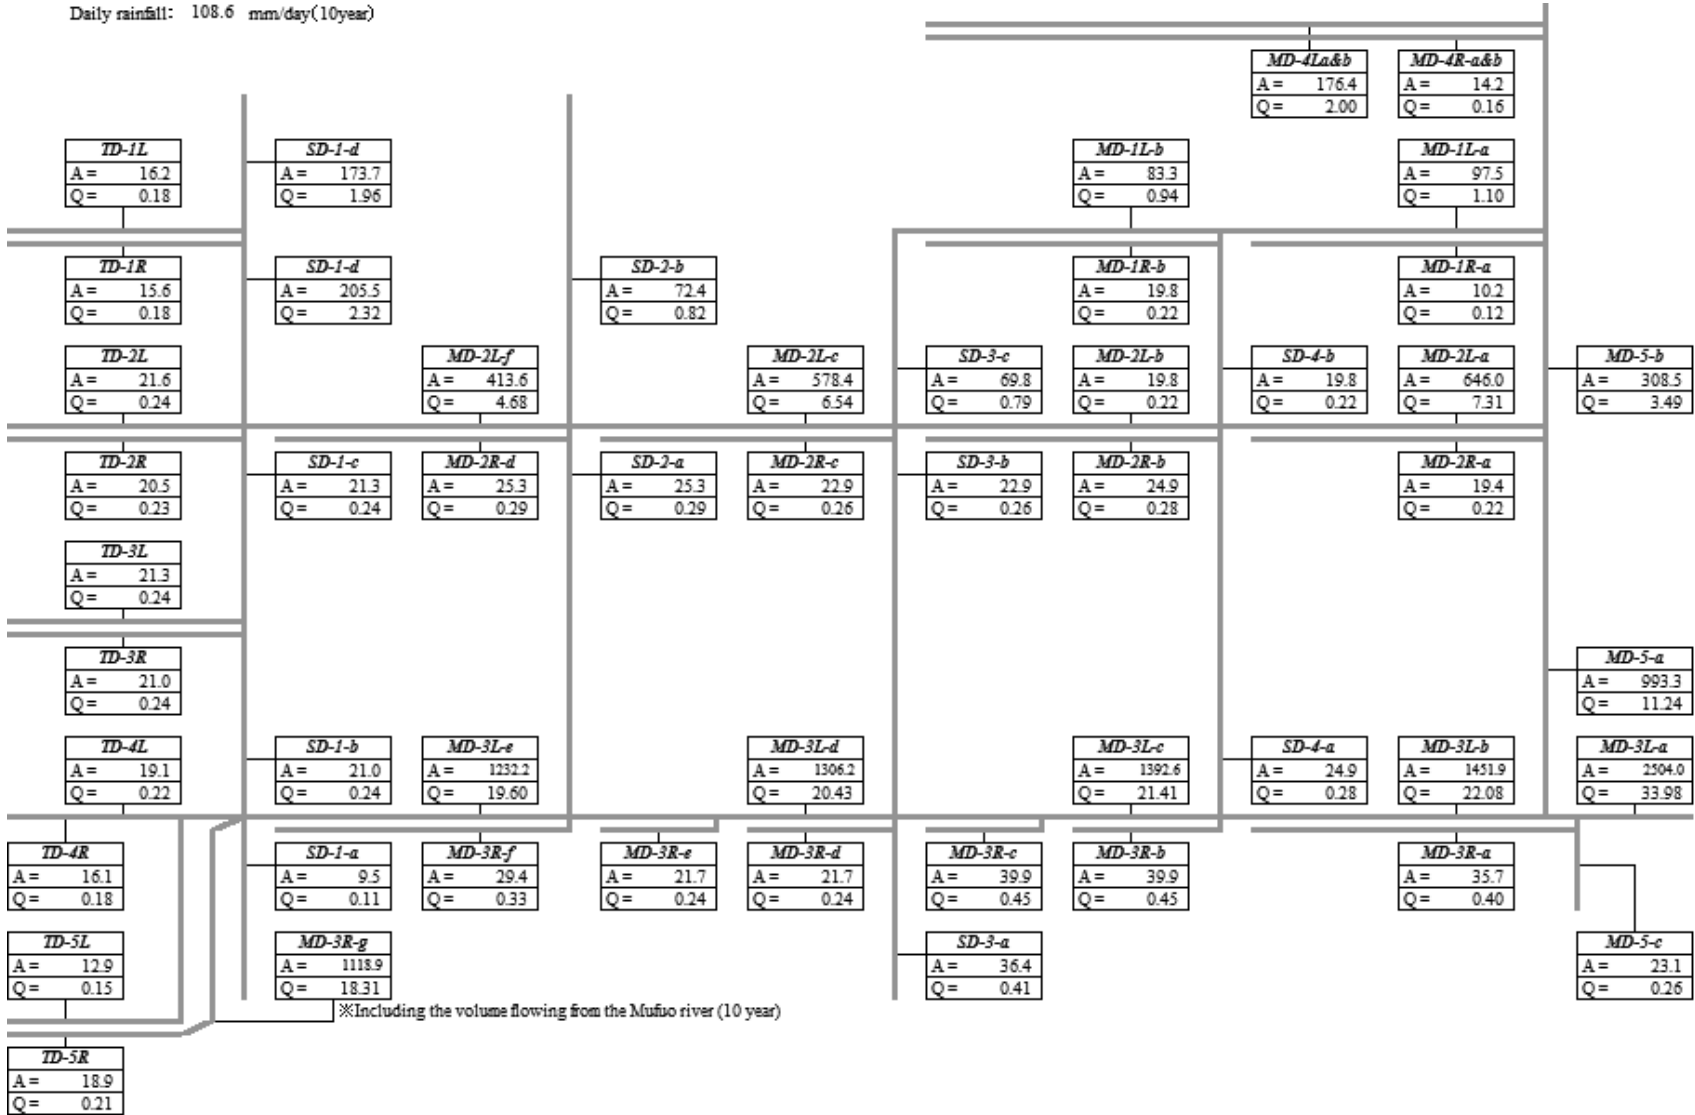 Daily rainfall: 108.6 mm/day(10year)
MD-4La&b MD-4R-a&b
A = 176.4 A = 14.2
Q = 2.00 Q = 0.16
TD-1L SD-1-d MD-1L-b MD-1L-a
A = 16.2 A = 173.7 A = 83.3 A = 97.5
Q = 0.18 Q = 1.96 Q = 0.94 Q = 1.10
TD-1R SD-1-d SD-2-b MD-1R-b MD-1R-a
A = 15.6 A = 205.5 A = 72.4 A = 19.8 A = 10.2
Q = 0.18 Q = 2.32 Q = 0.82 Q = 0.22 Q = 0.12
TD-2L MD-2L-f MD-2L-c SD-3-c MD-2L-b SD-4-b MD-2L-a MD-5-b
A = 21.6 A = 413.6 A = 578.4 A = 69.8 A = 19.8 A = 19.8 A = 646.0 A = 308.5
Q = 0.24 Q = 4.68 Q = 6.54 Q = 0.79 Q = 0.22 Q = 0.22 Q = 7.31 Q = 3.49
TD-2R SD-1-c MD-2R-d SD-2-a MD-2R-c SD-3-b MD-2R-b MD-2R-a
A = 20.5 A = 21.3 A = 25.3 A = 25.3 A = 22.9 A = 22.9 A = 24.9 A = 19.4
Q = 0.23 Q = 0.24 Q = 0.29 Q = 0.29 Q = 0.26 Q = 0.26 Q = 0.28 Q = 0.22
TD-3L
A = 21.3
Q = 0.24
TD-3R MD-5-a
A = 21.0 A = 993.3
Q = 0.24 Q = 11.24
TD-4L SD-1-b MD-3L-e MD-3L-d MD-3L-c SD-4-a MD-3L-b MD-3L-a
A = 19.1 A = 21.0 A = 1232.2 A = 1306.2 A = 1392.6 A = 24.9 A = 1451.9 A = 2504.0
Q = 0.22 Q = 0.24 Q = 19.60 Q = 20.43 Q = 21.41 Q = 0.28 Q = 22.08 Q = 33.98
TD-4R SD-1-a MD-3R-f MD-3R-e MD-3R-d MD-3R-c MD-3R-b MD-3R-a
A = 16.1 A = 9.5 A = 29.4 A = 21.7 A = 21.7 A = 39.9 A = 39.9 A = 35.7
Q = 0.18 Q = 0.11 Q = 0.33 Q = 0.24 Q = 0.24 Q = 0.45 Q = 0.45 Q = 0.40
TD-5L MD-3R-g SD-3-a MD-5-c
A = 12.9 A = 1118.9 A = 36.4 A = 23.1
Q = 0.15 Q = 18.31 Q = 0.41 Q = 0.26
※Including the volume flowing from the Mufuo river (10 year)
TD-5R
A = 18.9
Q = 0.21